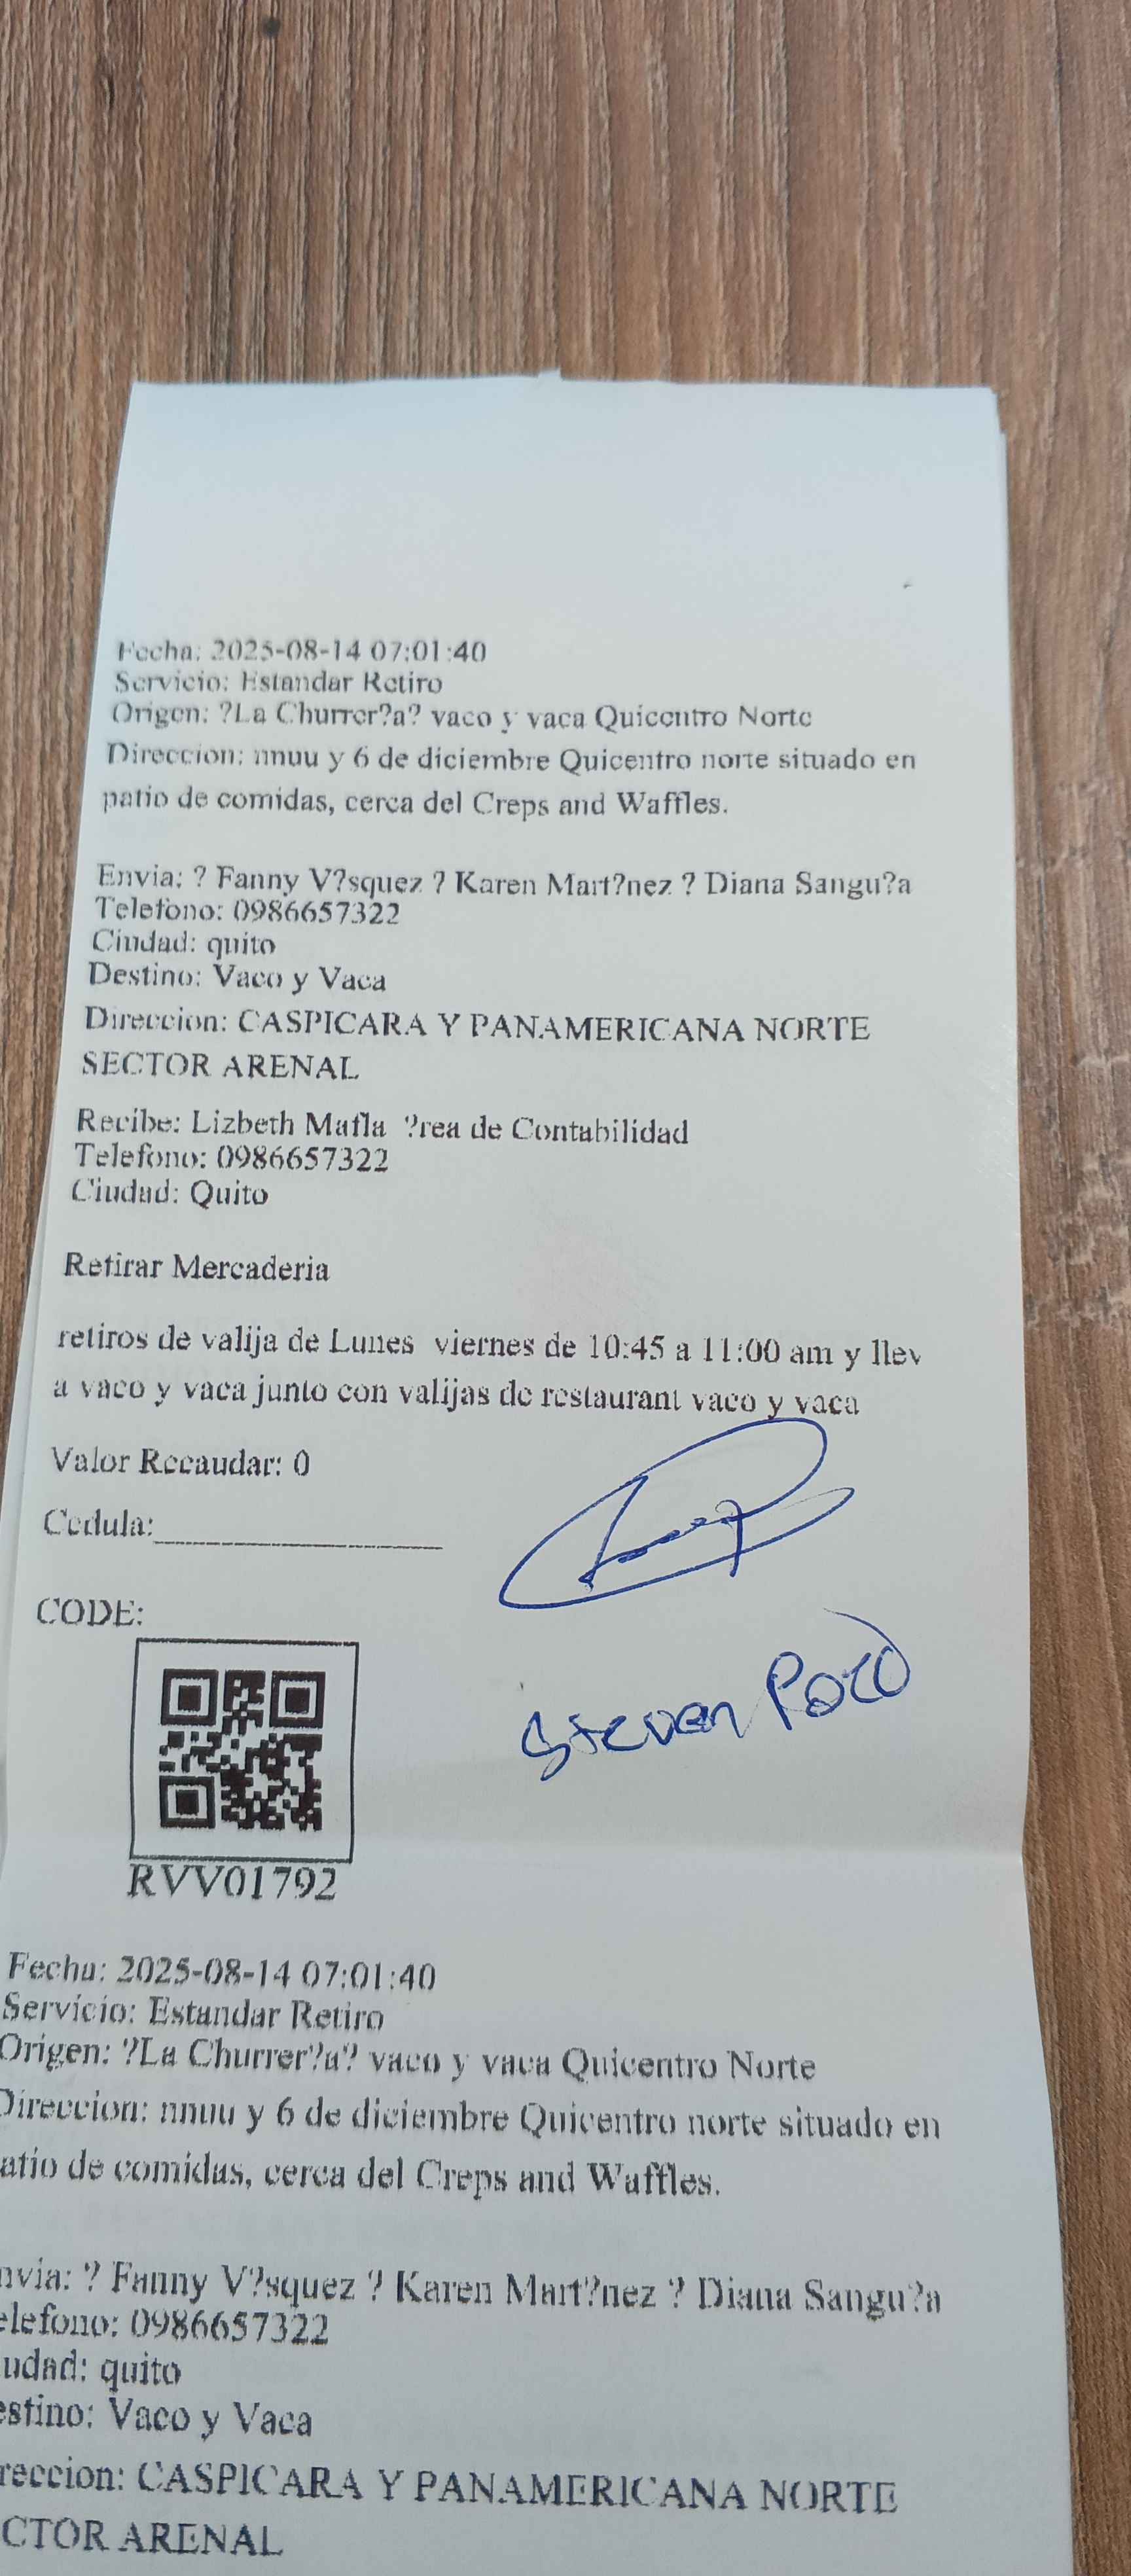 Fecha: 2025-08-14 07:01:40
Servicio: Estandar Retiro
Origen: ?La Churrer?a? vaco y vaca Quicentro Norte
Direccion: nnuu y 6 de diciembre Quicentro norte situado en
patio de comidas, cerca del Creps and Waffles.
Envia: ? Fanny V?squez ? Karen Mart?nez ? Diana Sangu?a
Telefono: 0986657322
Ciudad: quito
Destino: Vaco y Vaca
Direccion: CASPICARA Y PANAMERICANA NORTE
SECTOR ARENAL
Recibe: Lizbeth Mafla ?rea de Contabilidad
Telefono: 0986657322
Ciudad: Quito
Retirar Mercaderia
retiros de valija de Lunes viernes de 10:45 a 11:00 am y llev
a vaco y vaca junto con valijas de restaurant vaco y vaca
Valor Recaudar: 0
Cedula:
CODE:
Steven
RVV01792
Fecha: 2025-08-14 07:01:40
Servicio: Estandar Retiro
Origen: ?La Churrer?a? vaco y vaca Quicentro Norte
Direccion: nnuu y 6 de diciembre Quicentro norte situado en
atio de comidas, cerca del Creps and Waffles.
nvia: ? Fanny V?squez ? Karen Mart?nez ? Diana Sangu?a
elefono: 0986657322
udad: quito
estino: Vaco y Vaca
reccion: CASPICARA Y PANAMERICANA NORTE
CTOR ARENAL